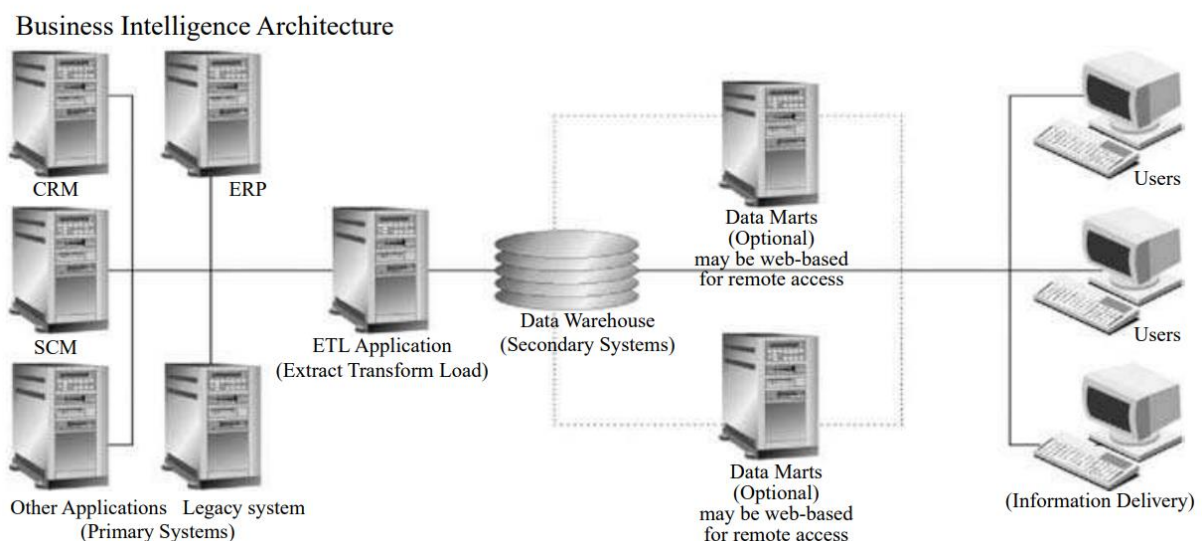 Business Intelligence Architecture
CRM
ERP
SCM
Other Applications
Legacy system
(Primary Systems)
ETL Application
(Extract Transform Load)
Data Warehouse
(Secondary Systems)
Data Marts
(Optional)
may be web-based
for remote access
Data Marts
(Optional)
may be web-based
for remote access
Users
Users
(Information Delivery)